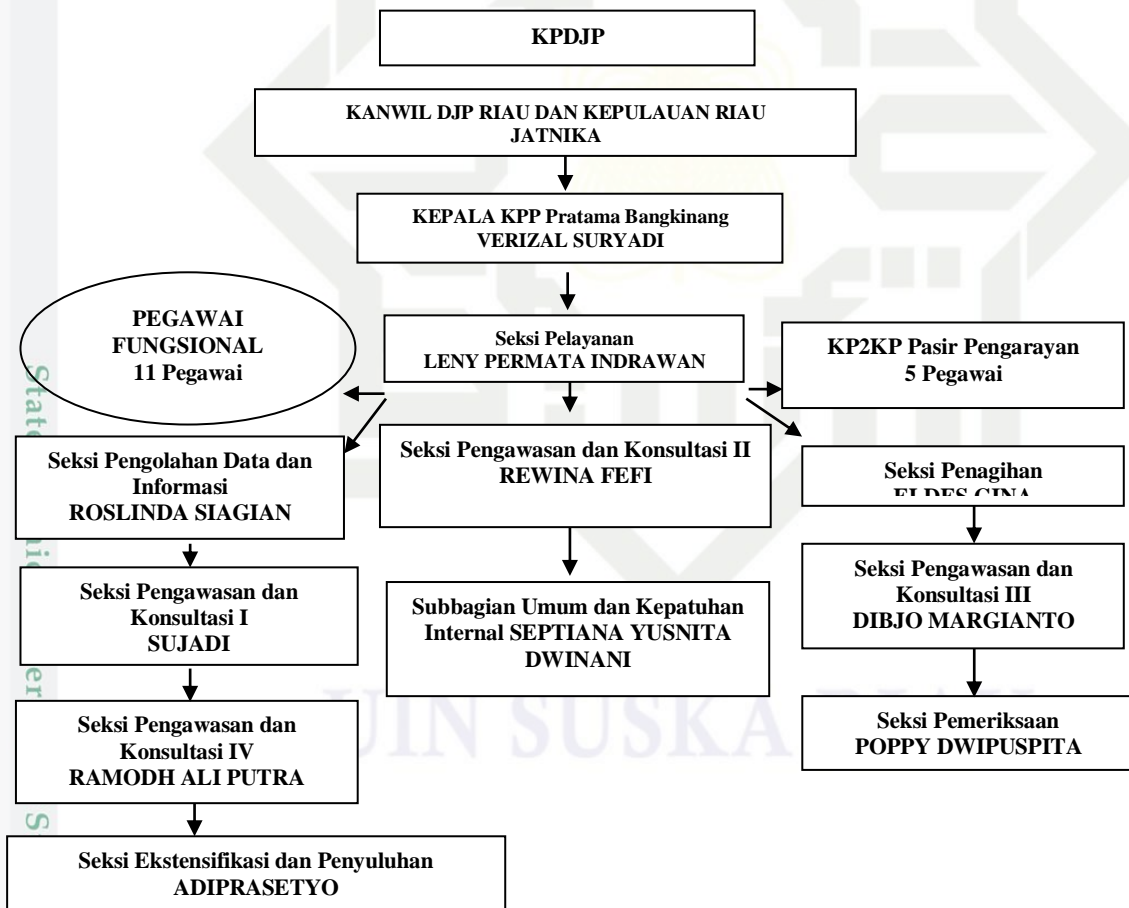 KPDJP
KANWIL DJP RIAU DAN KEPULAUAN RIAU
JATNIKA
KEPALA KPP Pratama Bangkinang
VERIZAL SURYADI
PEGAWAI
FUNGSIONAL
11 Pegawai
Seksi Pelayanan
LENY PERMATA INDRAWAN
KP2KP Pasir Pengarayan
5 Pegawai
Seksi Pengolahan Data dan
Informasi
ROSLINDA SIAGIAN
Seksi Pengawasan dan Konsultasi II
REWINA FEFI
Seksi Penagihan
Seksi Pengawasan dan
Konsultasi I
SUJADI
Subbagian Umum dan Kepatuhan
Internal SEPTIANA YUSNITA
DWINANI
Seksi Pengawasan dan
Konsultasi III
DIBJO MARGIANTO
Seksi Pengawasan dan
Konsultasi IV
RAMODH ALI PUTRA
Seksi Pemeriksaan
POPPY DWIPUSPITA
Seksi Ekstensifikasi dan Penyuluhan
ADIPRASETYO
UIN SUSKA
State